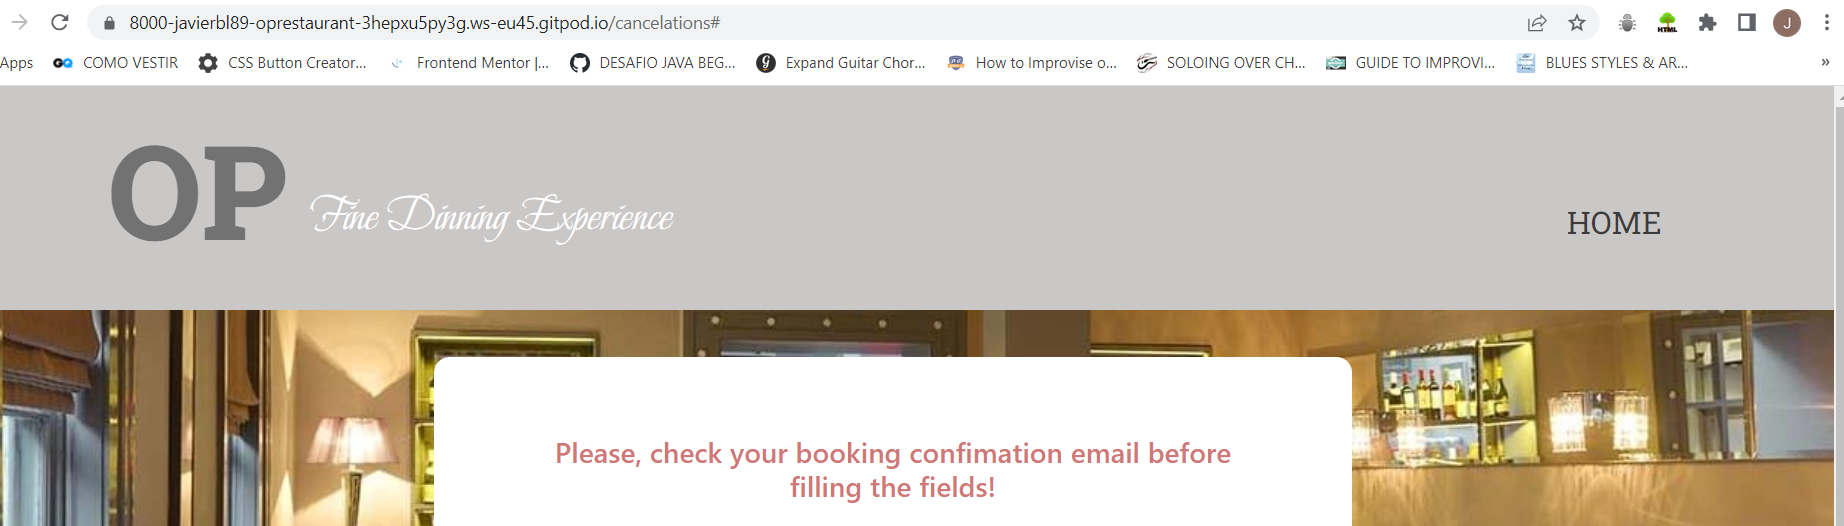 8000-javierbl89-oprestaurant-3hepxu5py3g.ws-eu45.gitpod.io/cancelations#
HTML
J
Apps
GQ
COMO VESTIR
CSS Button Creator...
Frontend Mentor |...
DESAFIO JAVA BEG...
Expand Guitar Chor...
How to Improvise o...
SOLOING OVER CH...
GUIDE TO IMPROVI...
BLUES STYLES & AR...
»
OP
Fine Dinning Experience
HOME
Please, check your booking confimation email before
filling the fields!